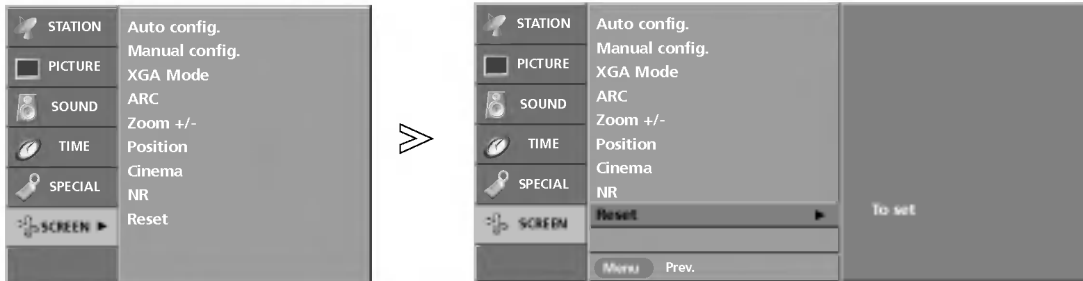 STATION
PICTURE
SOUND
TIME
SPECIAL
SCREEN
Auto config.
Manual config.
XGA Mode
ARC
Zoom +/-
Position
Cinema
NR
Reset
STATION
PICTURE
SOUND
TIME
SPECIAL
SCREEN
Auto config.
Manual config.
XGA Mode
ARC
Zoom +/-
Position
Cinema
NR
Reset
Menu Prev.
To set